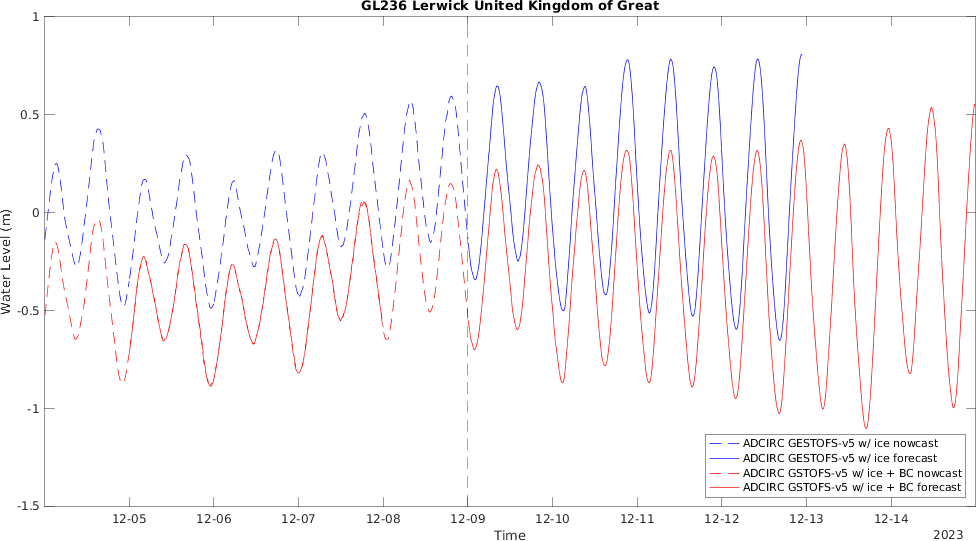 GL236 Lerwick United Kingdom of Great
1
0.5
0
-0.5
-1
-1.5
Water Level (m)
12-05 12-06 12-07 12-08 12-09 12-10 12-11 12-12 12-13 12-14
Time
2023
ADCIRC GESTOFS-v5 w/ ice nowcast
ADCIRC GESTOFS-v5 w/ ice forecast
ADCIRC GSTOFS-v5 w/ ice + BC nowcast
ADCIRC GSTOFS-v5 w/ ice + BC forecast